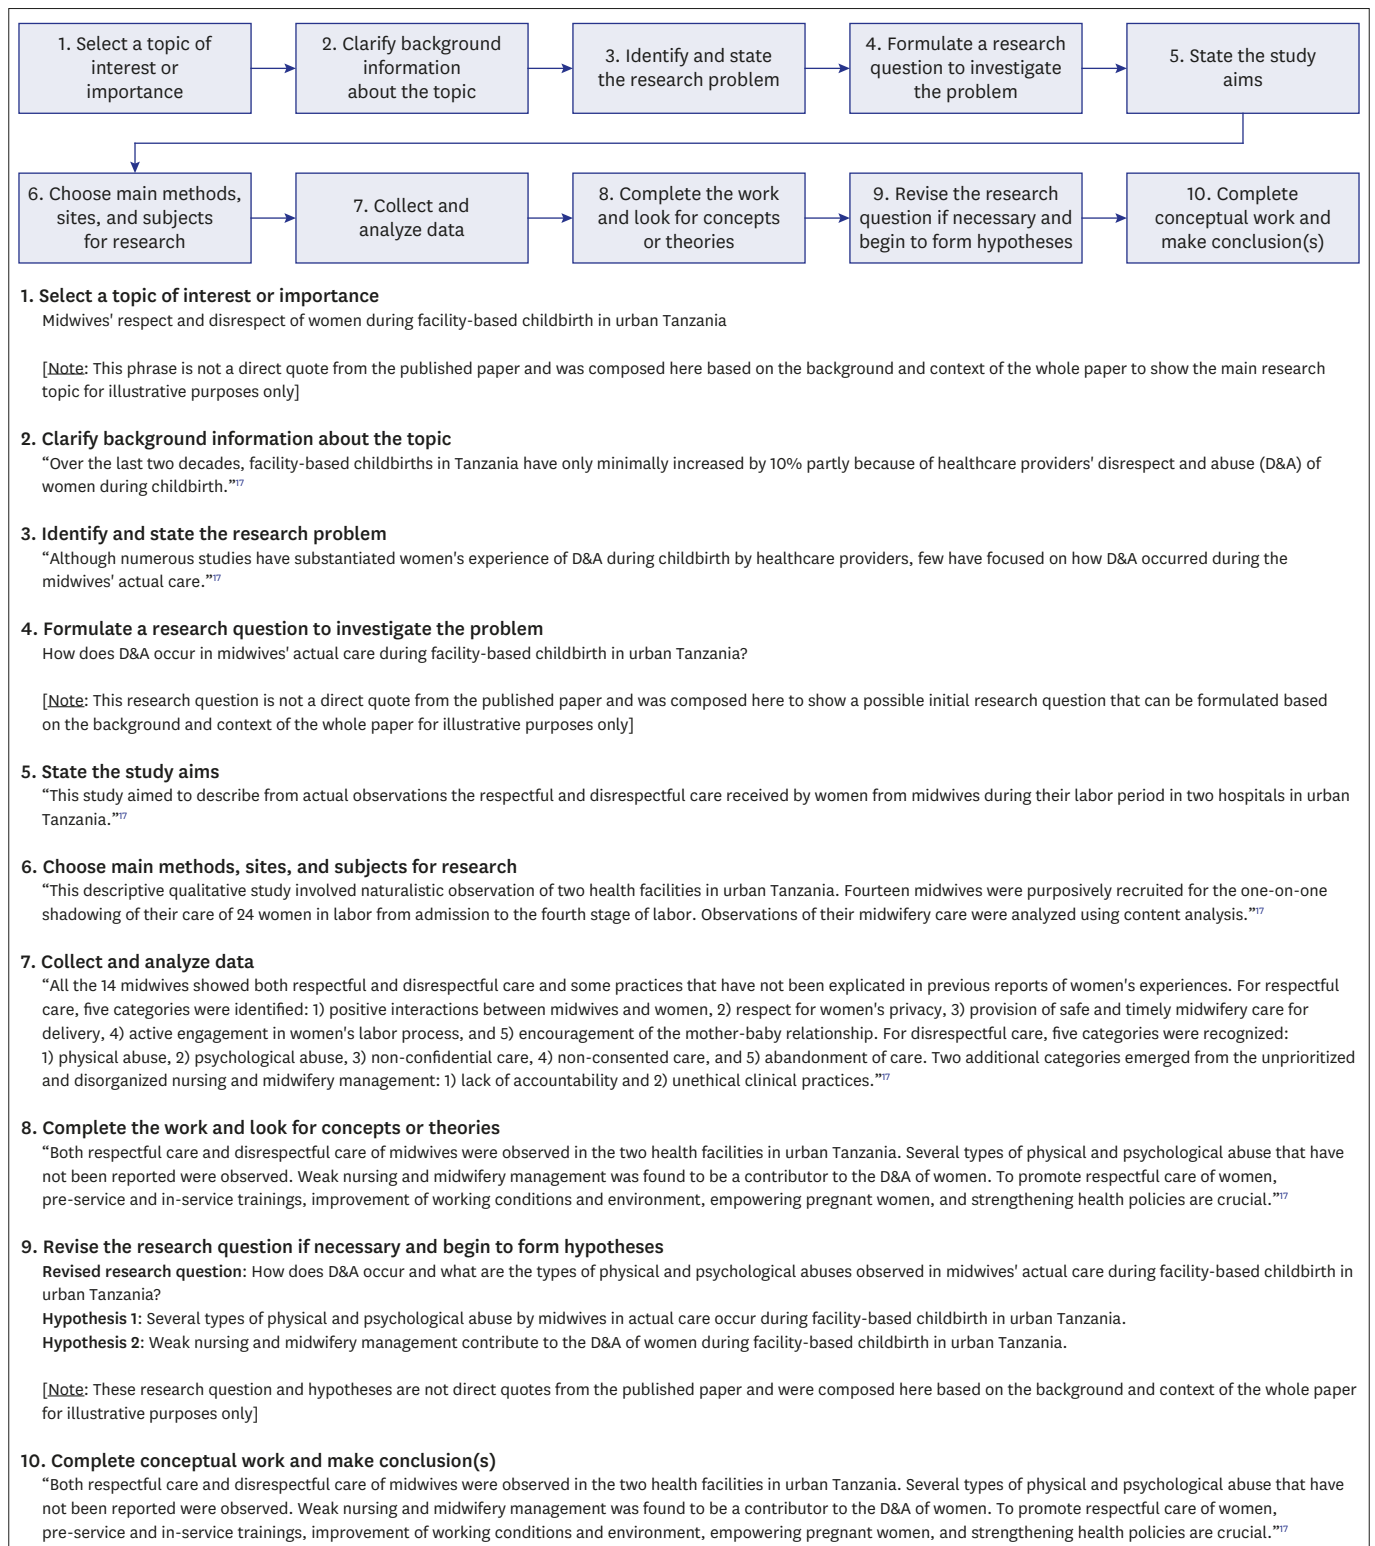 1. Select a topic of
interest or
importance
2. Clarify background
information
about the topic
3. Identify and state
the research problem
4. Formulate a research
question to investigate
the problem
5. State the study
aims
6. Choose main methods,
sites, and subjects
for research
7. Collect and
analyze data
8. Complete the work
and look for concepts
or theories
9. Revise the research
question if necessary and
begin to form hypotheses
10. Complete
conceptual work and
make conclusion(s)
1. Select a topic of interest or importance
Midwives' respect and disrespect of women during facility-based childbirth in urban Tanzania
[Note: This phrase is not a direct quote from the published paper and was composed here based on the background and context of the whole paper to show the main research
topic for illustrative purposes only]
2. Clarify background information about the topic
“Over the last two decades, facility-based childbirths in Tanzania have only minimally increased by 10% partly because of healthcare providers' disrespect and abuse (D&A) of
women during childbirth.”17
3. Identify and state the research problem
“Although numerous studies have substantiated women's experience of D&A during childbirth by healthcare providers, few have focused on how D&A occurred during the
midwives' actual care.”17
4. Formulate a research question to investigate the problem
How does D&A occur in midwives' actual care during facility-based childbirth in urban Tanzania?
[Note: This research question is not a direct quote from the published paper and was composed here to show a possible initial research question that can be formulated based
on the background and context of the whole paper for illustrative purposes only]
5. State the study aims
“This study aimed to describe from actual observations the respectful and disrespectful care received by women from midwives during their labor period in two hospitals in urban
Tanzania.”17
6. Choose main methods, sites, and subjects for research
“This descriptive qualitative study involved naturalistic observation of two health facilities in urban Tanzania. Fourteen midwives were purposively recruited for the one-on-one
shadowing of their care of 24 women in labor from admission to the fourth stage of labor. Observations of their midwifery care were analyzed using content analysis.”17
7. Collect and analyze data
“All the 14 midwives showed both respectful and disrespectful care and some practices that have not been explicated in previous reports of women's experiences. For respectful
care, five categories were identified: 1) positive interactions between midwives and women, 2) respect for women's privacy, 3) provision of safe and timely midwifery care for
delivery, 4) active engagement in women's labor process, and 5) encouragement of the mother-baby relationship. For disrespectful care, five categories were recognized:
1) physical abuse, 2) psychological abuse, 3) non-confidential care, 4) non-consented care, and 5) abandonment of care. Two additional categories emerged from the unprioritized
and disorganized nursing and midwifery management: 1) lack of accountability and 2) unethical clinical practices.”17
8. Complete the work and look for concepts or theories
“Both respectful care and disrespectful care of midwives were observed in the two health facilities in urban Tanzania. Several types of physical and psychological abuse that have
not been reported were observed. Weak nursing and midwifery management was found to be a contributor to the D&A of women. To promote respectful care of women,
pre-service and in-service trainings, improvement of working conditions and environment, empowering pregnant women, and strengthening health policies are crucial.”17
9. Revise the research question if necessary and begin to form hypotheses
Revised research question: How does D&A occur and what are the types of physical and psychological abuses observed in midwives' actual care during facility-based childbirth in
urban Tanzania?
Hypothesis 1: Several types of physical and psychological abuse by midwives in actual care occur during facility-based childbirth in urban Tanzania.
Hypothesis 2: Weak nursing and midwifery management contribute to the D&A of women during facility-based childbirth in urban Tanzania.
[Note: These research question and hypotheses are not direct quotes from the published paper and were composed here based on the background and context of the whole paper
for illustrative purposes only]
10. Complete conceptual work and make conclusion(s)
“Both respectful care and disrespectful care of midwives were observed in the two health facilities in urban Tanzania. Several types of physical and psychological abuse that have
not been reported were observed. Weak nursing and midwifery management was found to be a contributor to the D&A of women. To promote respectful care of women,
pre-service and in-service trainings, improvement of working conditions and environment, empowering pregnant women, and strengthening health policies are crucial.”17